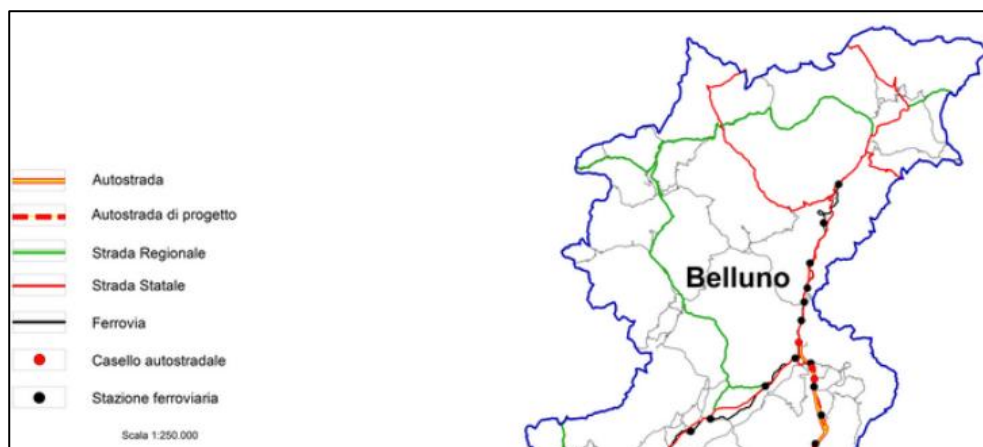 Autostrada
Autostrada di progetto
Strada Regionale
Strada Statale
Ferrovia
Casello autostradale
Stazione ferroviaria
Scala 1:250.000
Belluno